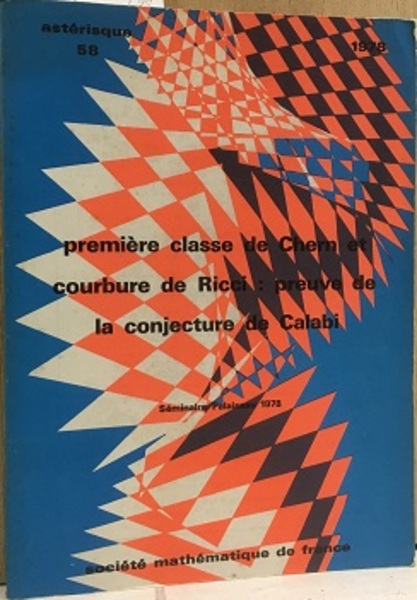 astérisque
58
1978
première classe de Chern et
courbure de Ricci : preuve de
la conjecture de Calabi
Séminaire Palaiseau 1978
société mathématique de france